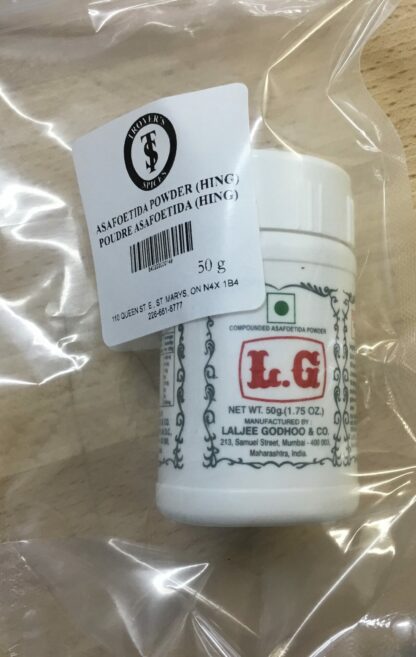 TROYER'S
TS
SPICES
ASAFOETIDA POWDER (HING)
POUDRE ASAFOETIDA (HING)
50 g
110 QUEEN ST. E., ST MARYS, ON N4X 1B4
226-661-8777
COMPOUNDED ASAFOETIDA POWDER
L.G
NET WT. 50g.(1.75 OZ.)
MANUFACTURED BY :
LALJEE GODHOO & CO.
213, Samuel Street, Mumbai - 400 003.
Maharashtra, India.